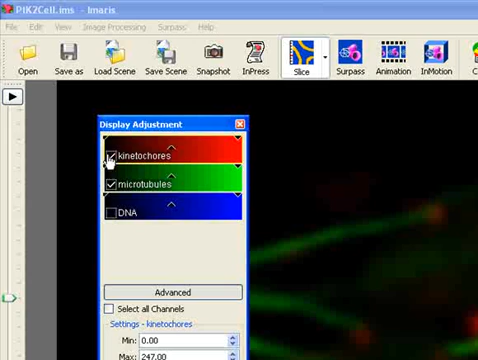 PtK2Cell.ims - Imaris
File Edit View Imaris Processing Surpass Help
Open Save as Load Scene Save Scene Snapshot InPress Slice Surpass Animation InMotion
Display Adjustment
kinetochores
microtubules
DNA
Advanced
Select all Channels
Settings - kinetochores
Min: 0.00
Max: 247.00